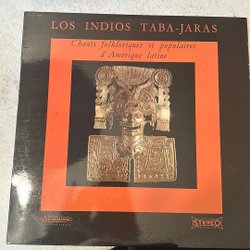 LOS INDIOS TABA-JARAS
Chants folkloriques et populaires
d'Amérique latine
STEREO